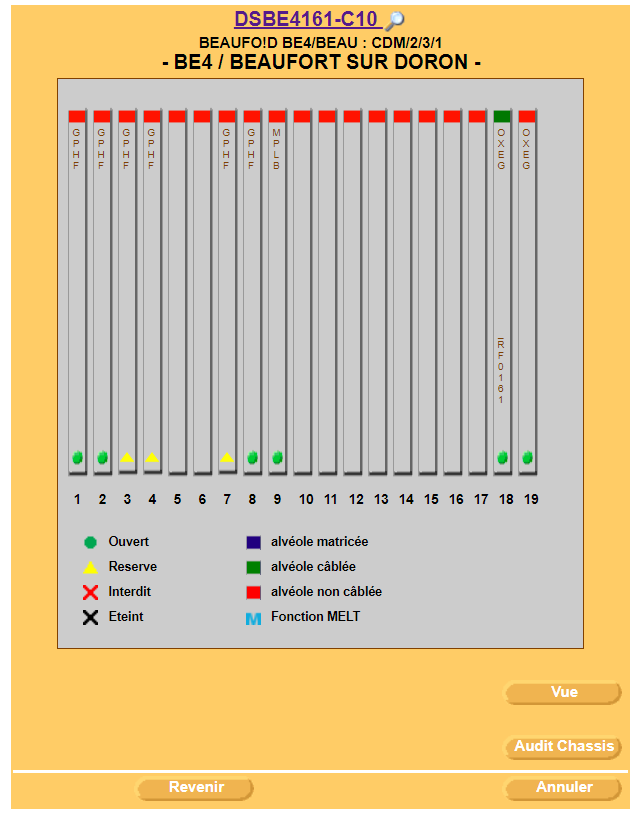 DSBE4161-C10
BEAUFO!D BE4/BEAU : CDM/2/3/1
- BE4 / BEAUFORT SUR DORON -
GPHF GPHF GPHF GPHF GPHF GPHF MPLB OXEG OXEG
RF0161
1 2 3 4 5 6 7 8 9 10 11 12 13 14 15 16 17 18 19
Ouvert alvéole matricée
Reserve alvéole câblée
Interdit alvéole non câblée
Eteint M Fonction MELT
Vue
Audit Chassis
Revenir Annuler